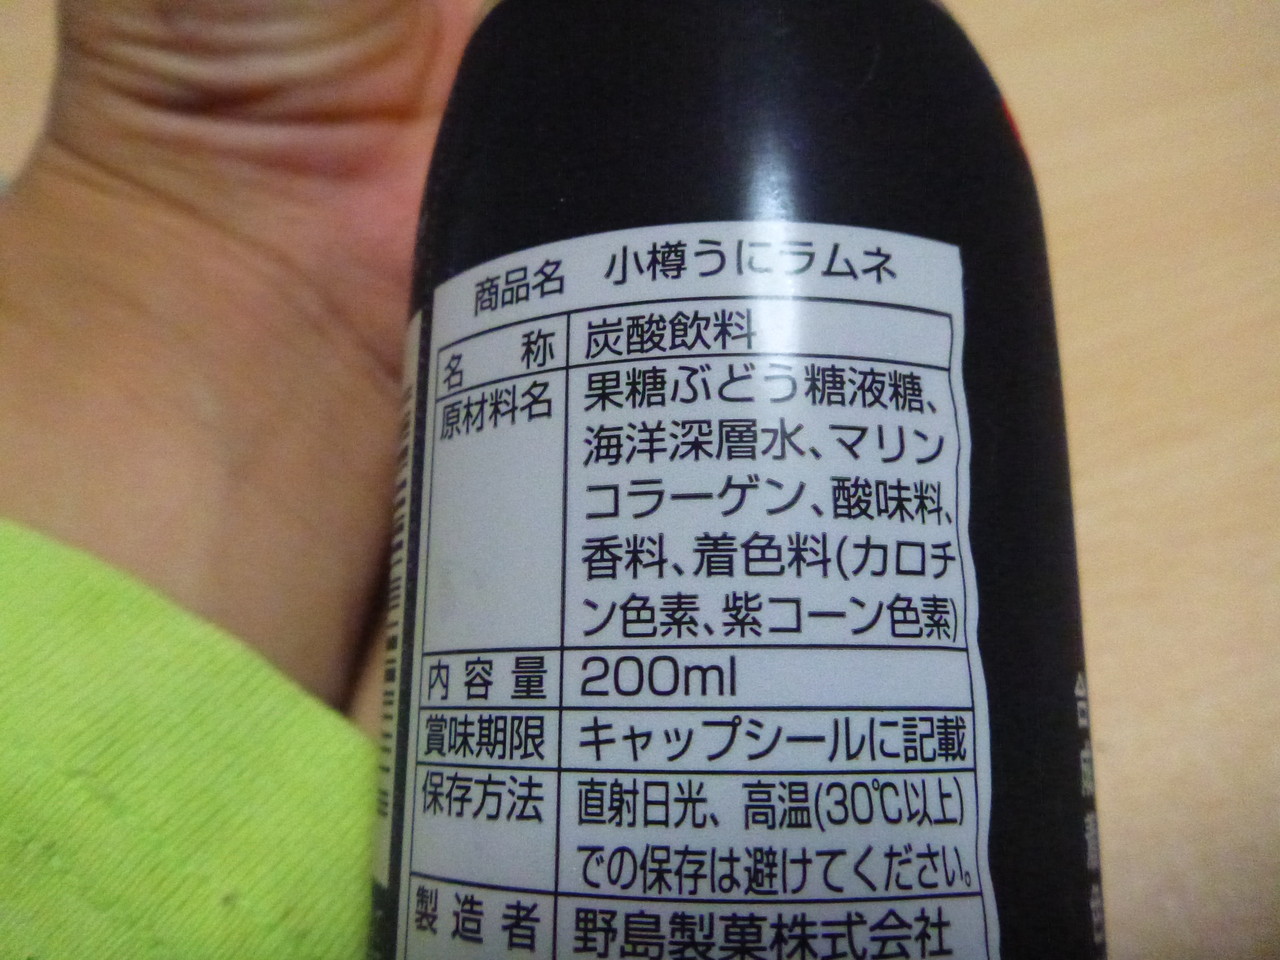 商品名 小樽うにラムネ
名称 炭酸飲料
原材料名 果糖ぶどう糖液糖、
海洋深層水、マリン
コラーゲン、酸味料、
香料、着色料(カロチ
ン色素、紫コーン色素)
内容量 200ml
賞味期限 キャップシールに記載
保存方法 直射日光、高温(30℃以上)
での保存は避けてください。
製造者 野島製菓株式会社